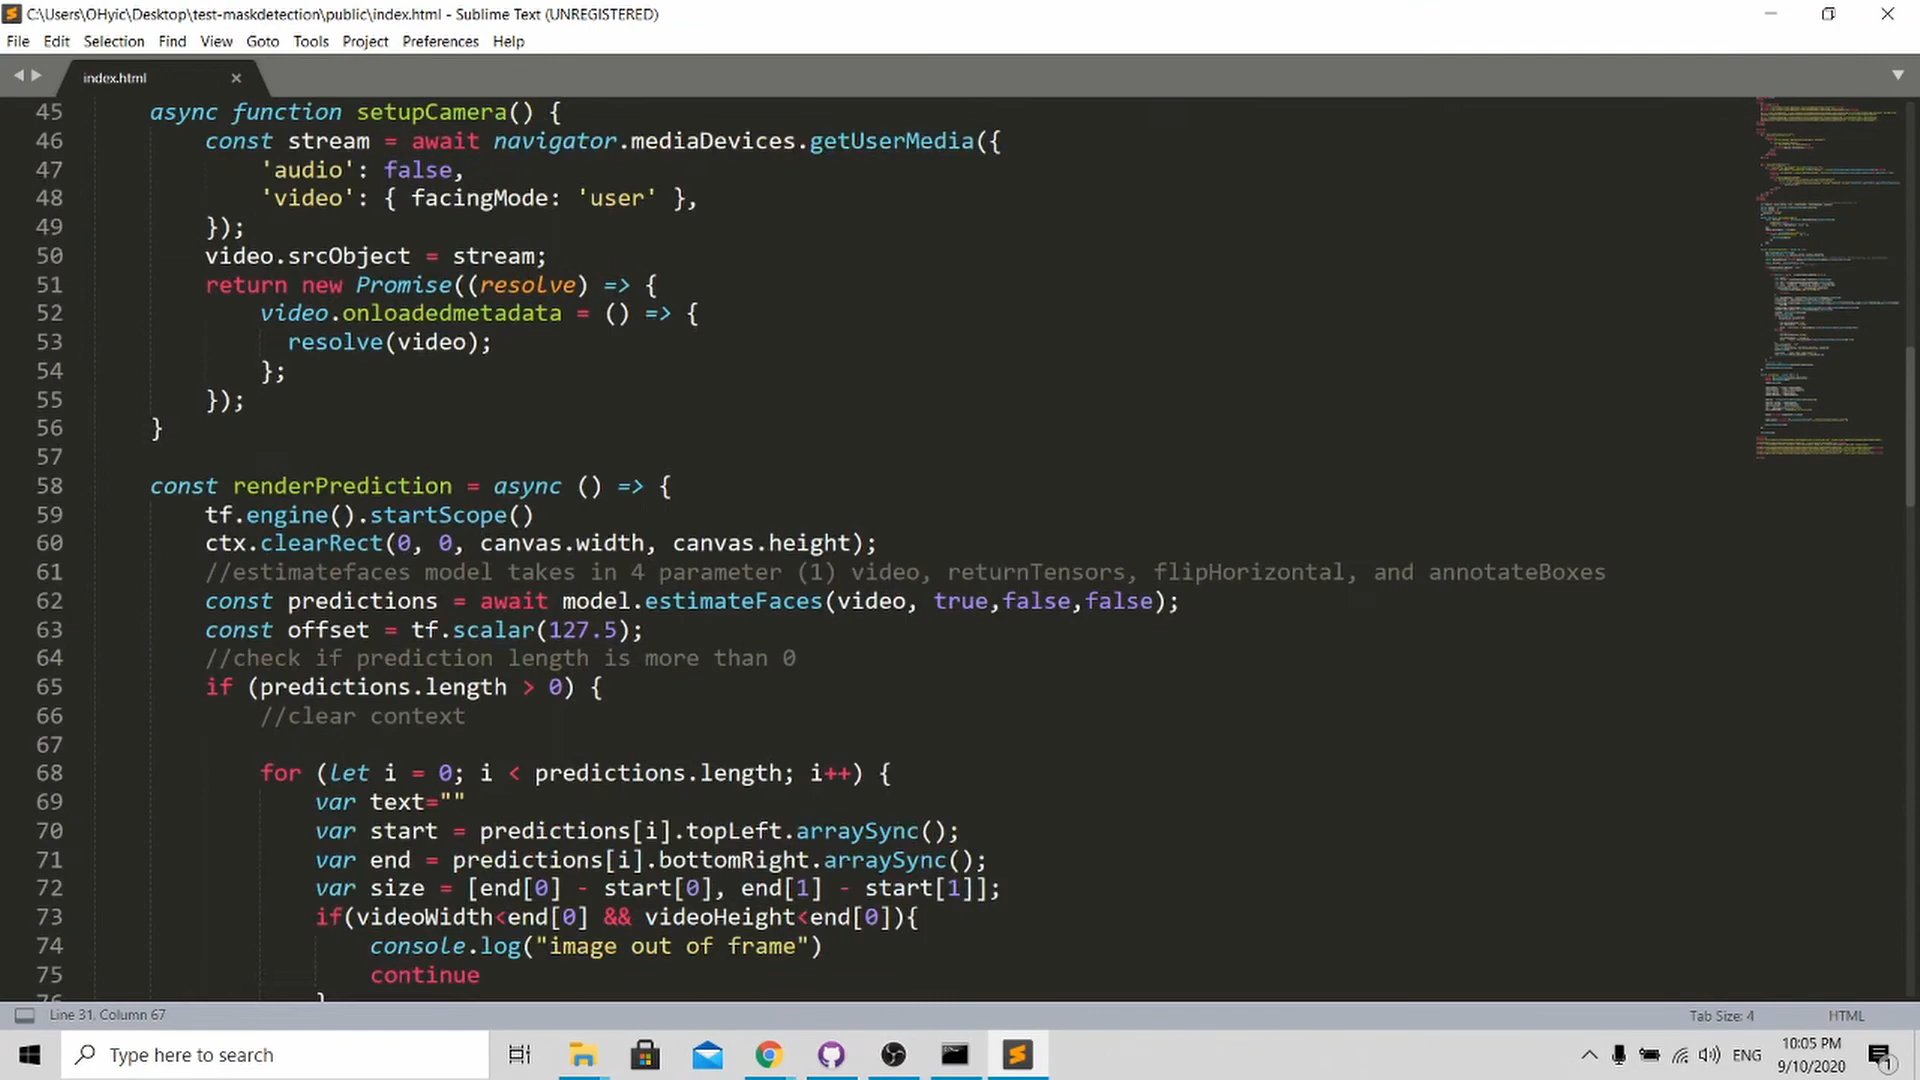 C:\Users\OHyic\Desktop\test-maskdetection\public\index.html - Sublime Text (UNREGISTERED)
File Edit Selection Find View Goto Tools Project Preferences Help
index.html
45 async function setupCamera() {
46 const stream = await navigator.mediaDevices.getUserMedia({
47 'audio': false,
48 'video': { facingMode: 'user' },
49 });
50 video.srcObject = stream;
51 return new Promise((resolve) => {
52 video.onloadedmetadata = () => {
53 resolve(video);
54 };
55 });
56 }
57
58 const renderPrediction = async () => {
59 tf.engine().startScope()
60 ctx.clearRect(0, 0, canvas.width, canvas.height);
61 //estimatefaces model takes in 4 parameter (1) video, returnTensors, flipHorizontal, and annotateBoxes
62 const predictions = await model.estimateFaces(video, true,false,false);
63 const offset = tf.scalar(127.5);
64 //check if prediction length is more than 0
65 if (predictions.length > 0) {
66 //clear context
67
68 for (let i = 0; i < predictions.length; i++) {
69 var text=""
70 var start = predictions[i].topLeft.arraySync();
71 var end = predictions[i].bottomRight.arraySync();
72 var size = [end[0] - start[0], end[1] - start[1]];
73 if(videoWidth<end[0] && videoHeight<end[0]){
74 console.log("image out of frame")
75 continue
76 }
Line 31, Column 67 Tab Size: 4 HTML
Type here to search
ENG
10:05 PM
9/10/2020
1